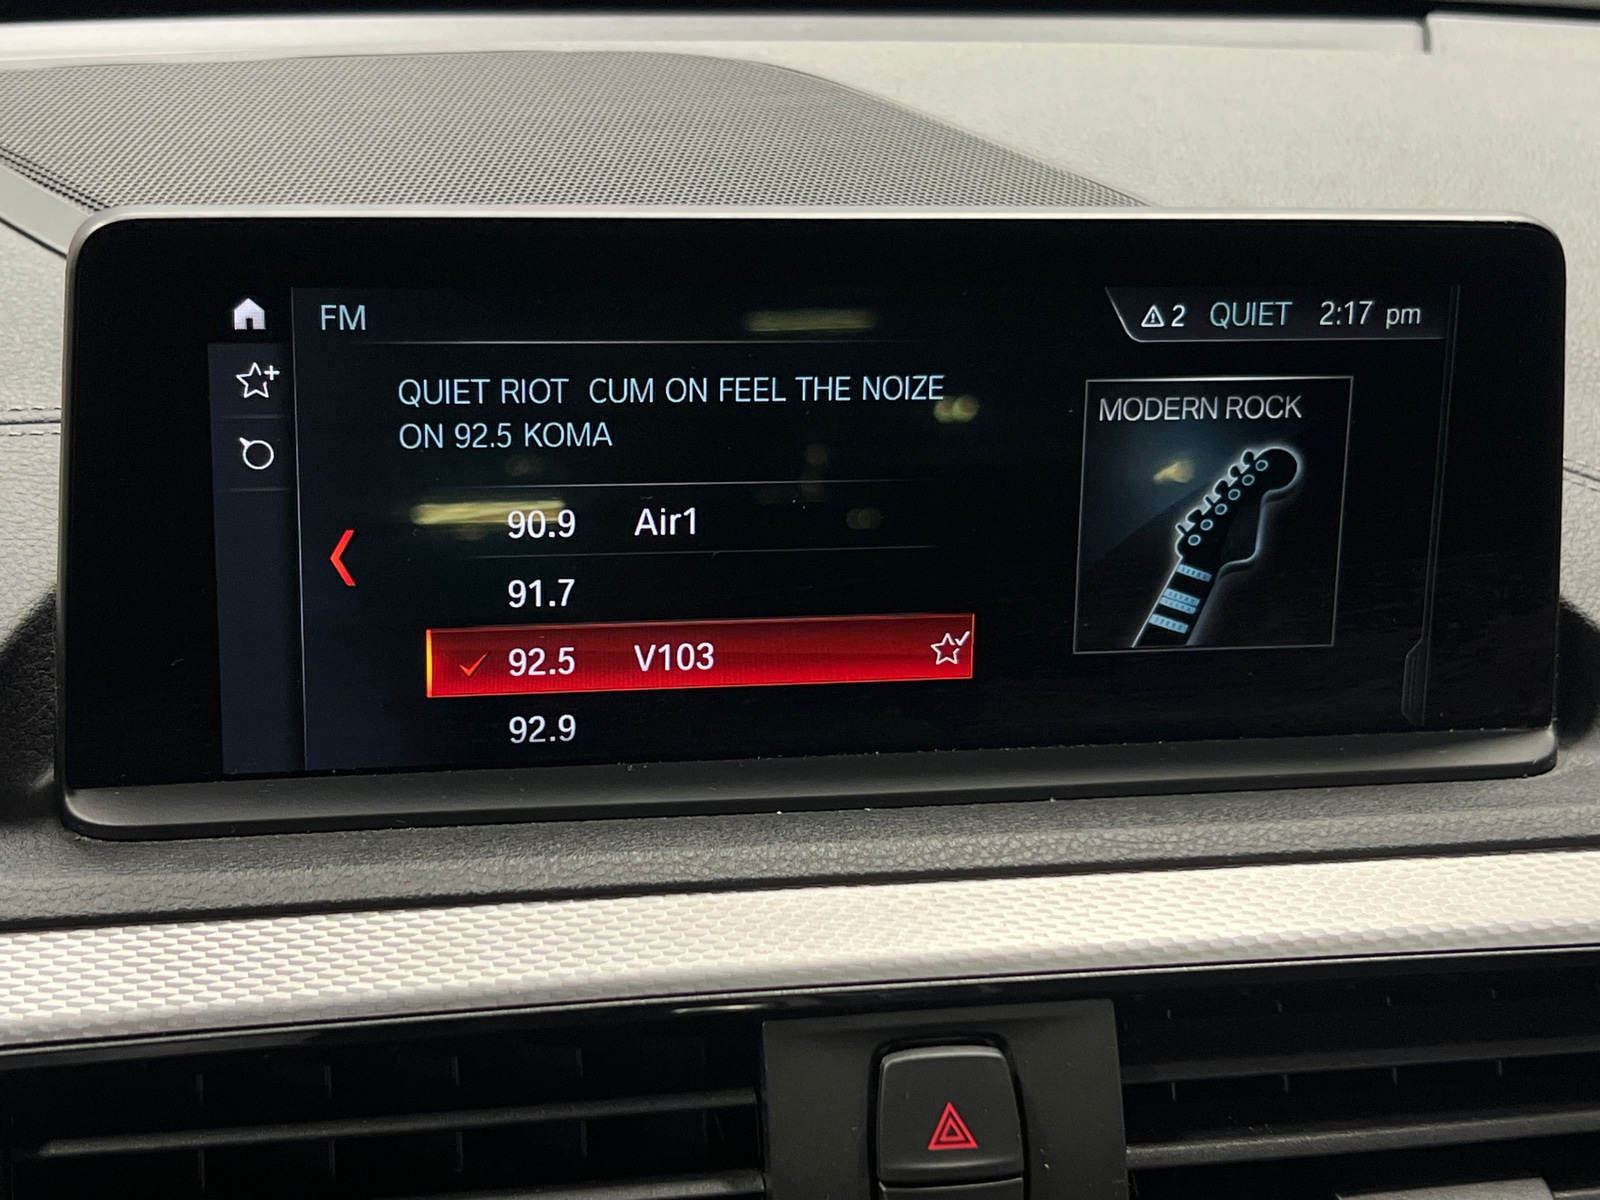 FM
2 QUIET 2:17 pm
QUIET RIOT CUM ON FEEL THE NOIZE
ON 92.5 KOMA
MODERN ROCK
90.9 Air1
91.7
92.5 V103
92.9